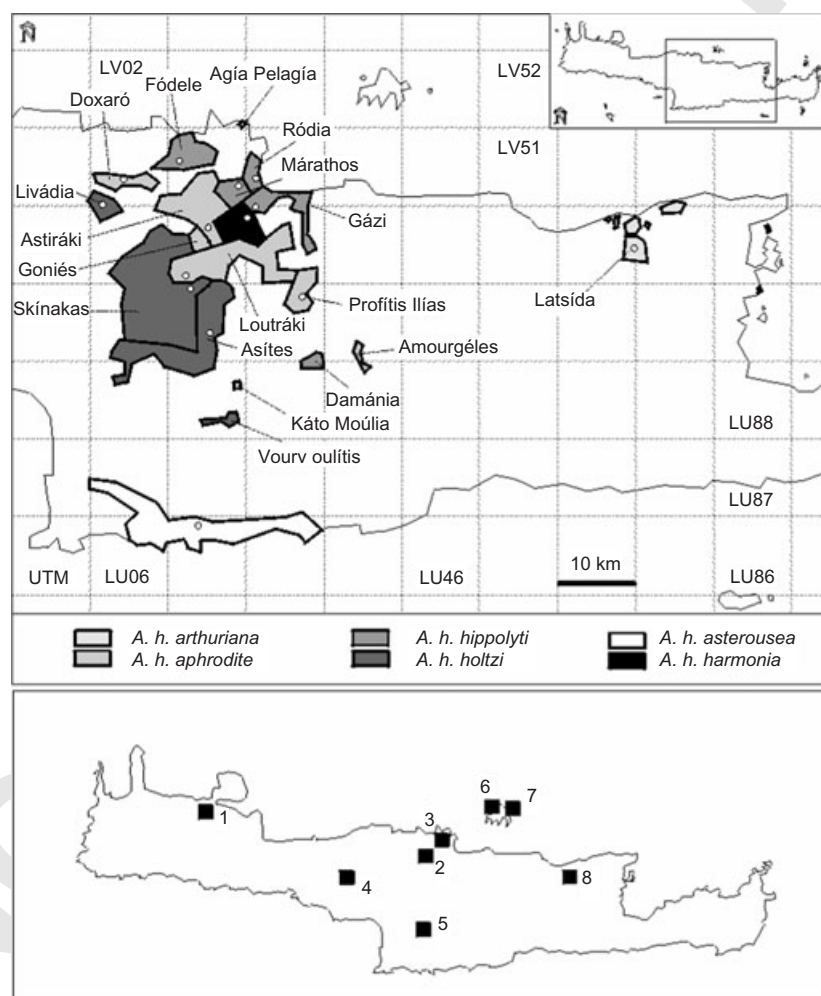 N
LV02
Agía Pelagía
LV52
Fódele
Doxaró
Ródia
LV51
Márathos
Livádia
Gázi
Astiráki
Goniés
Latsída
Skínakas
Profítis Ilías
Loutráki
Asítes
Amourgéles
Damánia
Káto Moúlia
LU88
Vourv oulítis
LU87
10 km
UTM
LU06
LU46
LU86
A. h. arthuriana
A. h. hippolyti
A. h. asterousea
A. h. aphrodite
A. h. holtzi
A. h. harmonia
6
7
1
3
2
4
8
5